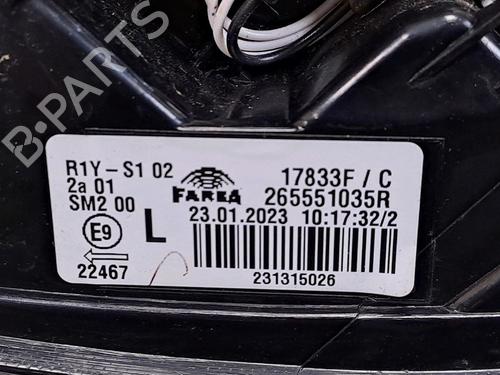 B-PARTS
R1Y-S1 02
2a 01
SM2 00
E9
22467
L
FARBA
17833F / C
265551035R
23.01.2023 10:17:32/2
231315026